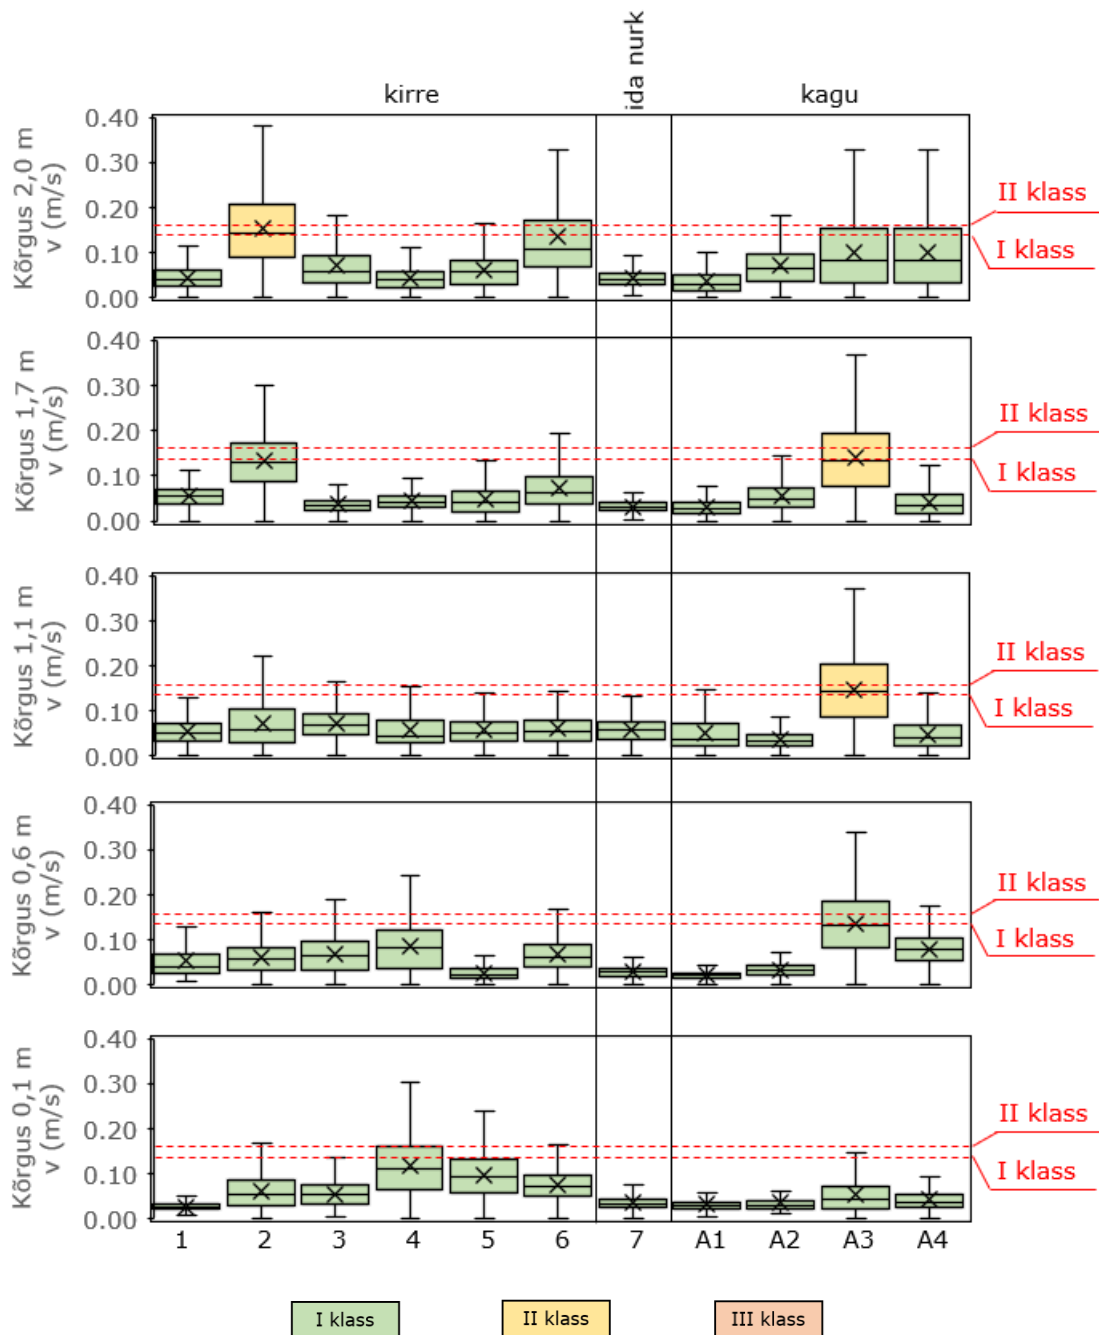 ida nurk
kirre
kagu
Kõrgus 2,0 m
v (m/s)
0.40
0.30
0.20
0.10
0.00
II klass
I klass
Kõrgus 1,7 m
v (m/s)
0.40
0.30
0.20
0.10
0.00
II klass
I klass
Kõrgus 1,1 m
v (m/s)
0.40
0.30
0.20
0.10
0.00
II klass
I klass
Kõrgus 0,6 m
v (m/s)
0.40
0.30
0.20
0.10
0.00
II klass
I klass
Kõrgus 0,1 m
v (m/s)
0.40
0.30
0.20
0.10
0.00
II klass
I klass
1 2 3 4 5 6 7 A1 A2 A3 A4
I klass II klass III klass